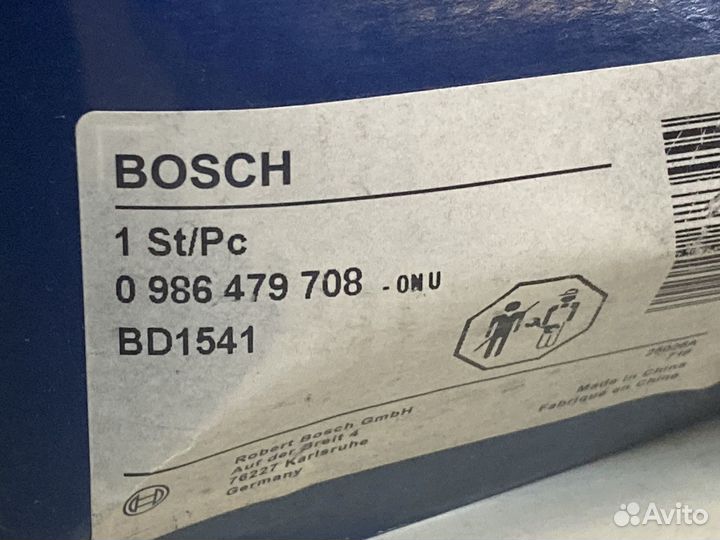 BOSCH
1 St/Pc
0 986 479 708 - 0NU
BD1541
Made in China
Fabriqué en Chine
Robert Bosch GmbH
Auf der Breit 4
76227 Karlsruhe
Germany
Avito